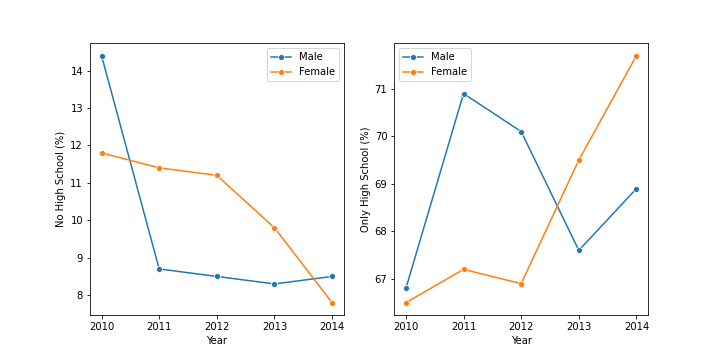 Male
Female
14
13
12
11
10
9
8
No High School (%)
2010 2011 2012 2013 2014
Year
Male
Female
71
70
69
68
67
Only High School (%)
2010 2011 2012 2013 2014
Year